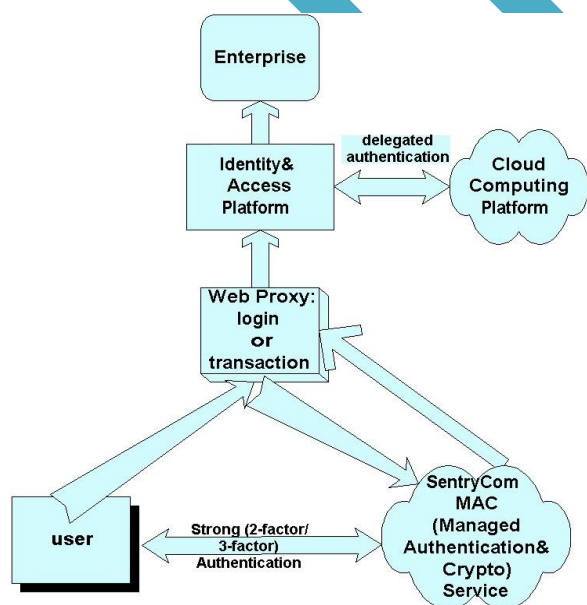 Enterprise
Identity&
Access
Platform
delegated
authentication
Cloud
Computing
Platform
Web Proxy:
login
or
transaction
user
Strong (2-factor/
3-factor)
Authentication
SentryCom
MAC
(Managed
Authentication&
Crypto)
Service